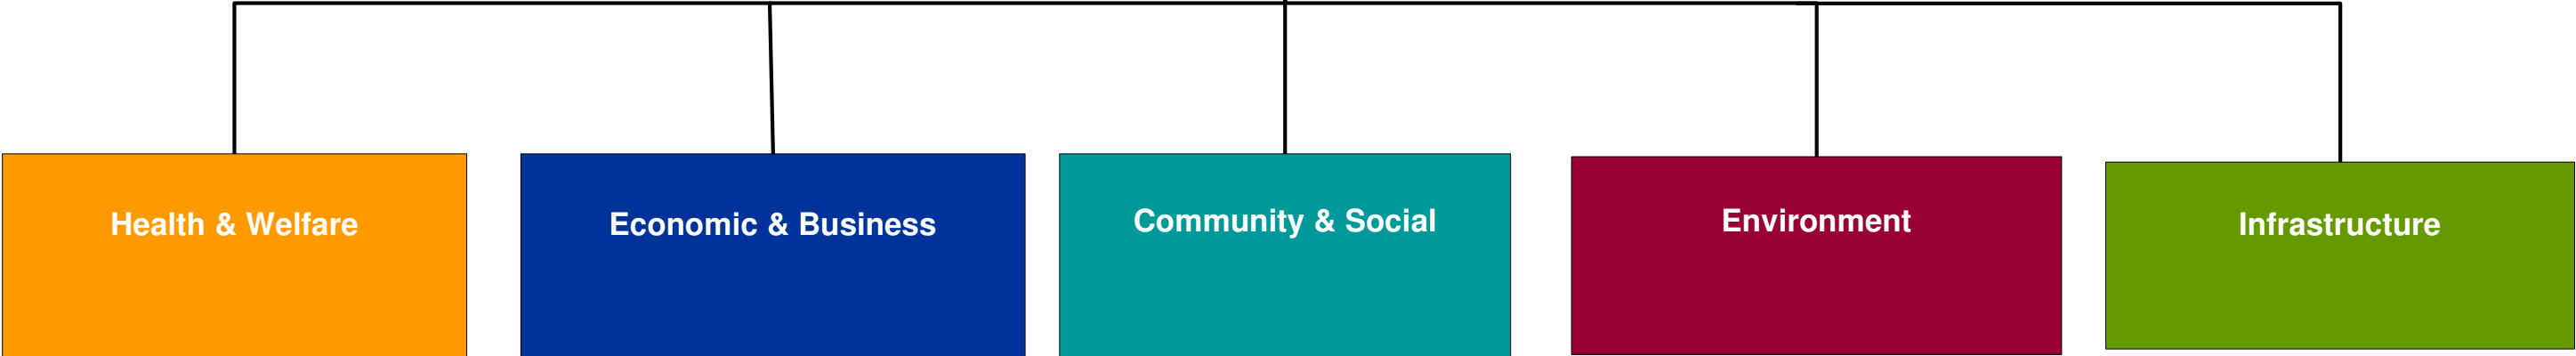 Health & Welfare
Economic & Business
Community & Social
Environment
Infrastructure